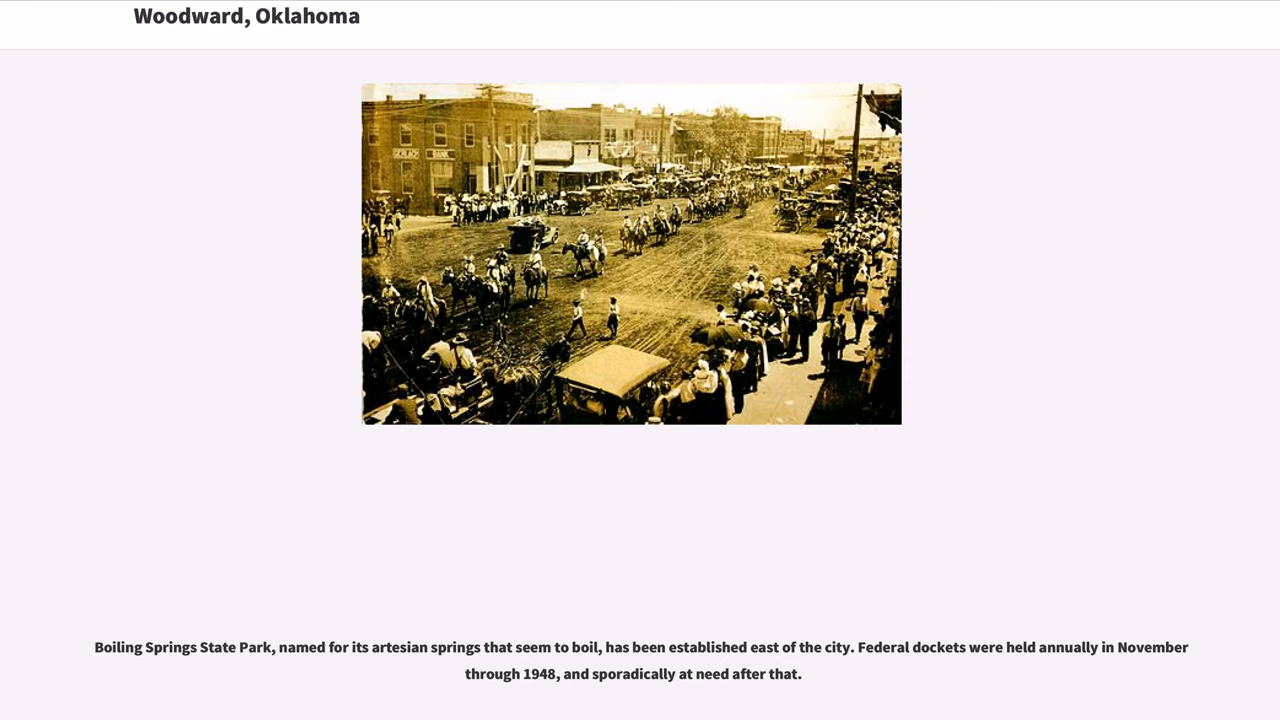 Woodward, Oklahoma
BANK
Boiling Springs State Park, named for its artesian springs that seem to boil, has been established east of the city. Federal dockets were held annually in November
through 1948, and sporadically at need after that.